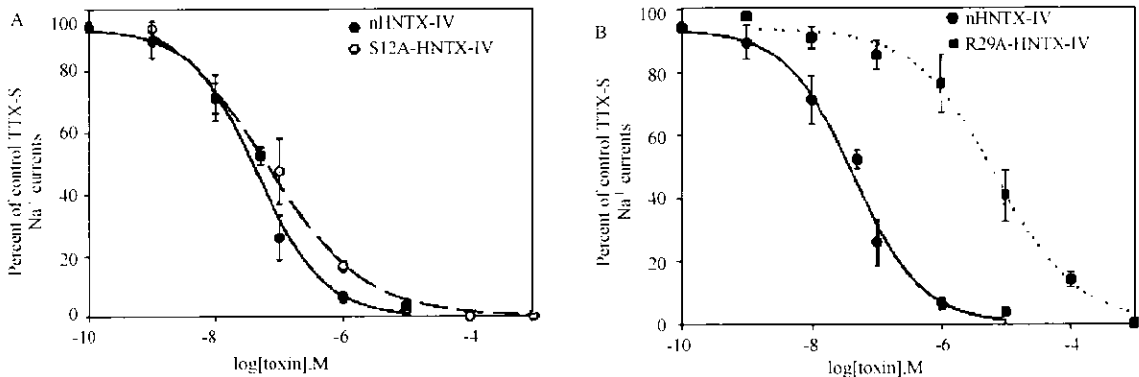 A
nHNTX-IV
S12A-HNTX-IV
Percent of control TTX-S
Na⁺ currents
100
80
60
40
20
0
-10
-8
-6
-4
log[toxin].M
B
nHNTX-IV
R29A-HNTX-IV
Percent of control TTX-S
Na⁺ currents
100
80
60
40
20
0
-10
-8
-6
-4
log[toxin].M